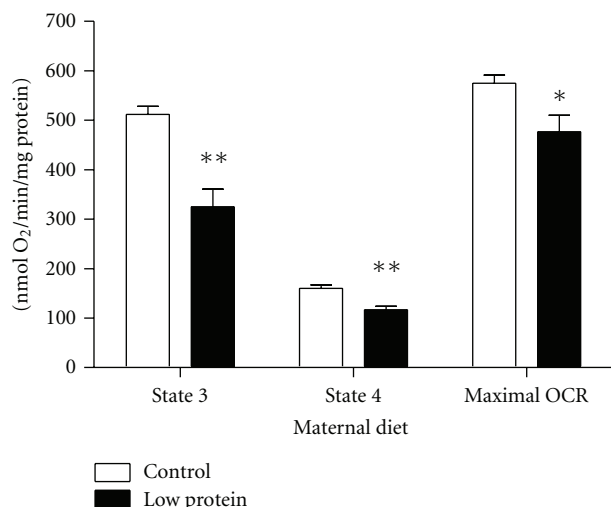 700
600
500
400
300
200
100
0
(nmol O₂/min/mg protein)
**
**
*
State 3 State 4 Maximal OCR
Maternal diet
Control
Low protein